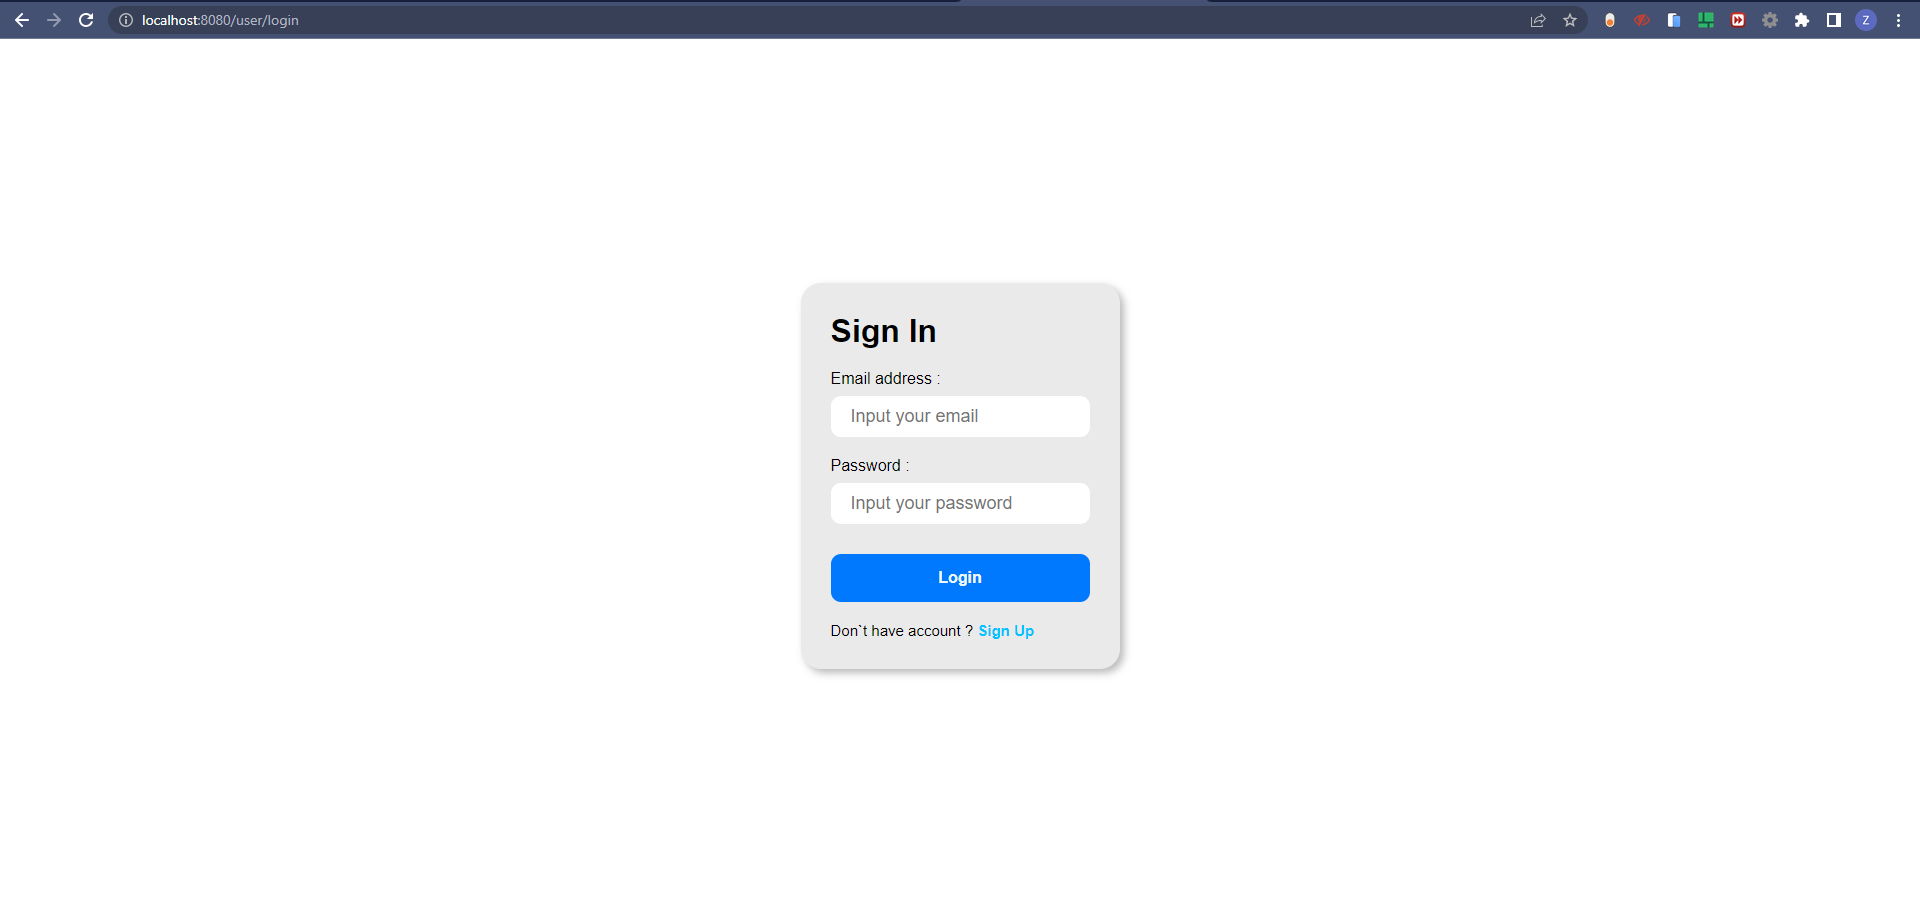 localhost:8080/user/login
Z
Sign In
Email address :
Input your email
Password :
Input your password
Login
Don`t have account ? Sign Up